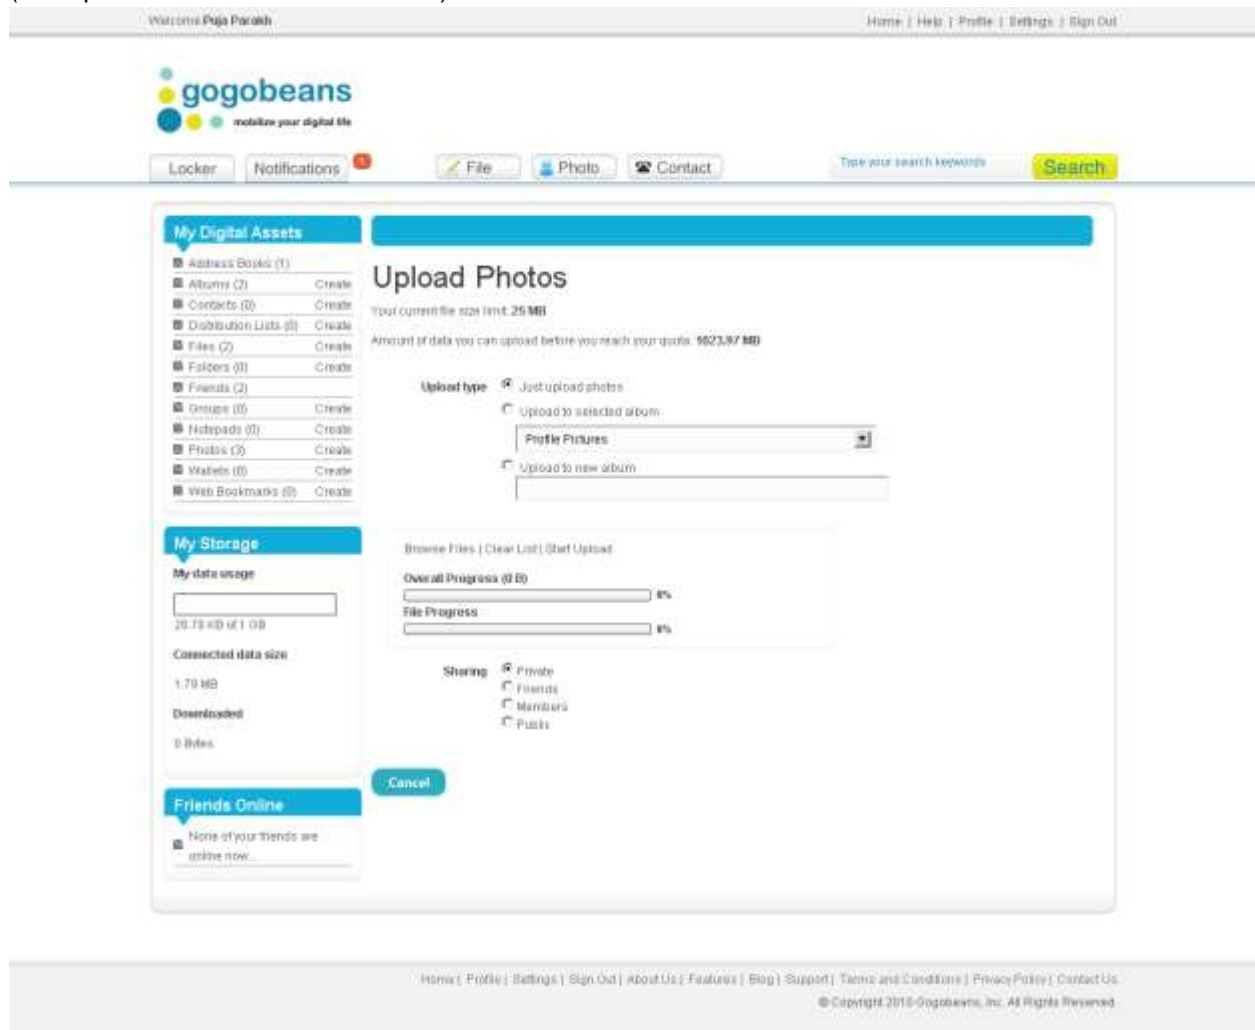 Welcome Puja Parakh
Home | Help | Profile | Settings | Sign Out
gogobeans
mobilize your digital life
Locker
Notifications
1
File
Photo
Contact
Type your search keywords
Search
My Digital Assets
Address Books (1)
Albums (2) Create
Contacts (0) Create
Distribution Lists (0) Create
Files (2) Create
Folders (0) Create
Friends (2)
Groups (0) Create
Notepads (0) Create
Photos (3) Create
Wallets (0) Create
Web Bookmarks (0) Create
My Storage
My data usage
of 1 GB
Connected data size
1.70 MB
Downloaded
0 Bytes
Friends Online
None of your friends are
online now...
Upload Photos
Your current file size limit: 25 MB
Amount of data you can upload before you reach your quota: MB
Upload type
Just upload photos
Upload to selected album
Profile Pictures
Upload to new album
Browse Files | Clear List | Start Upload
Overall Progress (0 B)
0%
File Progress
0%
Sharing
Private
Friends
Members
Public
Cancel
Home | Profile | Settings | Sign Out | About Us | Features | Blog | Support | Terms and Conditions | Privacy Policy | Contact Us
© Copyright 2010 Gogobeans, Inc. All Rights Reserved.